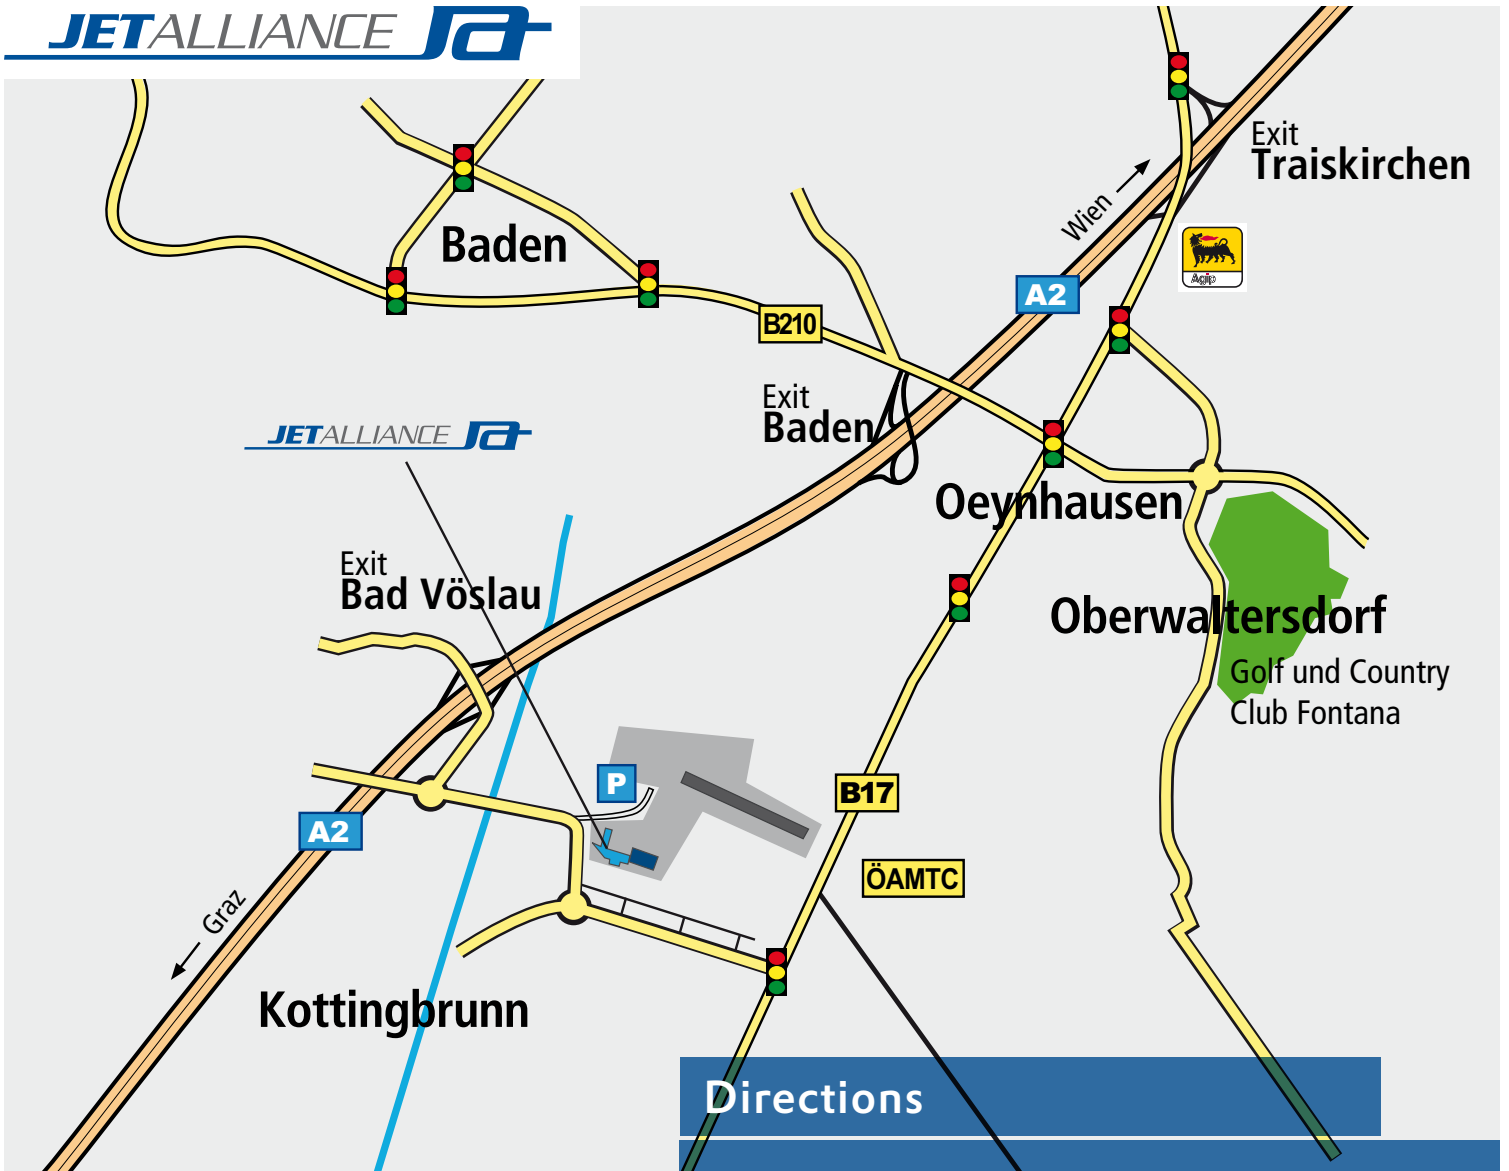 JETALLIANCE
Exit
Traiskirchen
Wien
Baden
Agip
A2
B210
Exit
Baden
JETALLIANCE
Oeynhausen
Exit
Bad Vöslau
Oberwaltersdorf
Golf und Country
Club Fontana
P
B17
A2
ÖAMTC
Graz
Kottingbrunn
Directions